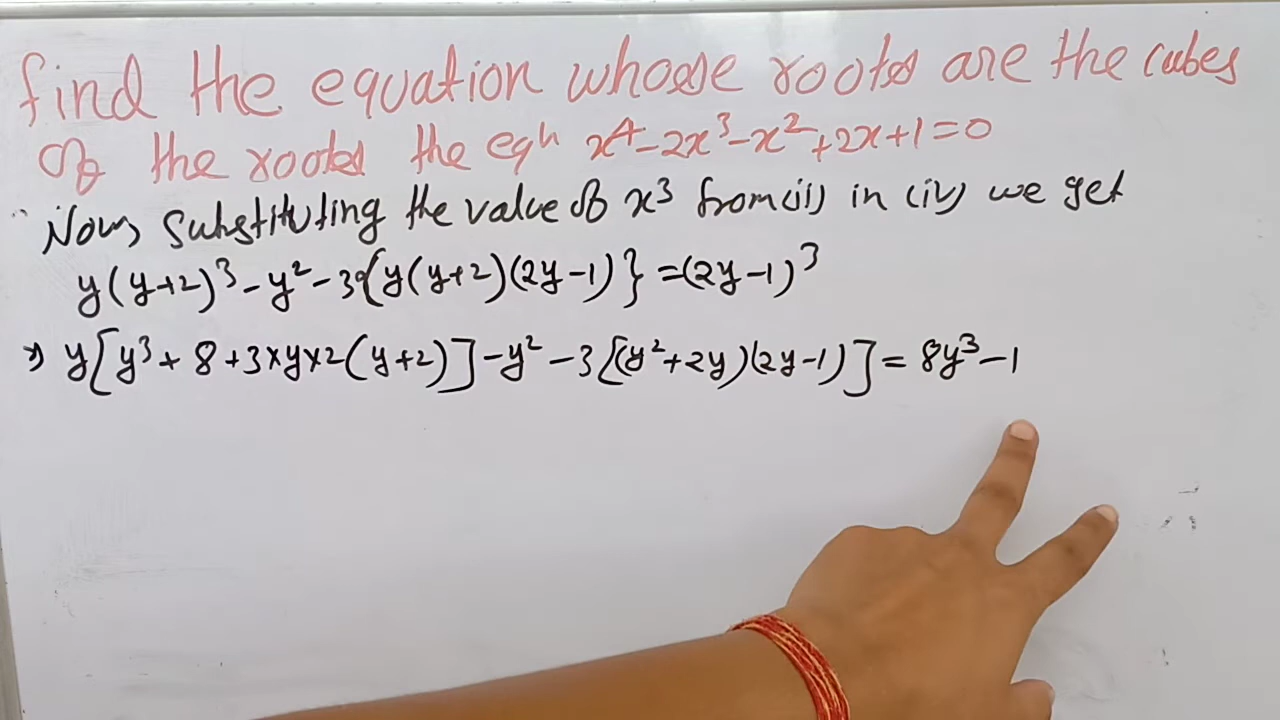 find the equation whose roots are the cubes
of the roots the eqn x⁴-2x³-x²+2x+1=0
Now, Substituting the value of x³ from (ii) in (iv) we get
y(y+2)³-y²-3{y(y+2)(2y-1)}=(2y-1)³
⇒ y[y³+8+3×y×2(y+2)]-y²-3[(y²+2y)(2y-1)]=8y³-1